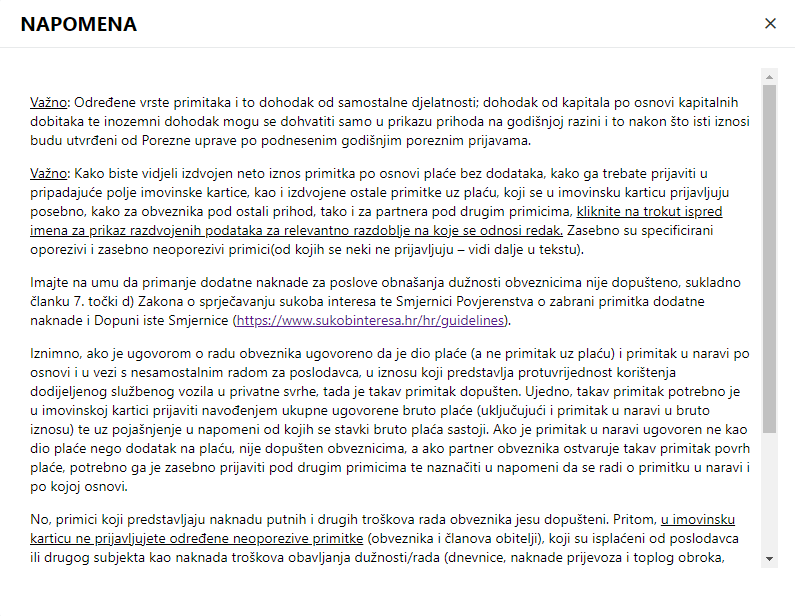 NAPOMENA
Važno: Određene vrste primitaka i to dohodak od samostalne djelatnosti; dohodak od kapitala po osnovi kapitalnih
dobitaka te inozemni dohodak mogu se dohvatiti samo u prikazu prihoda na godišnjoj razini i to nakon što isti iznosi
budu utvrđeni od Porezne uprave po podnesenim godišnjim poreznim prijavama.
Važno: Kako biste vidjeli izdvojen neto iznos primitka po osnovi plaće bez dodataka, kako ga trebate prijaviti u
pripadajuće polje imovinske kartice, kao i izdvojene ostale primitke uz plaću, koji se u imovinsku karticu prijavljuju
posebno, kako za obveznika pod ostali prihod, tako i za partnera pod drugim primicima, kliknite na trokut ispred
imena za prikaz razdvojenih podataka za relevantno razdoblje na koje se odnosi redak. Zasebno su specificirani
oporezivi i zasebno neoporezivi primici(od kojih se neki ne prijavljuju – vidi dalje u tekstu).
Imajte na umu da primanje dodatne naknade za poslove obnašanja dužnosti obveznicima nije dopušteno, sukladno
članku 7. točki d) Zakona o sprječavanju sukoba interesa te Smjernici Povjerenstva o zabrani primitka dodatne
naknade i Dopuni iste Smjernice (https://www.sukobinteresa.hr/hr/guidelines).
Iznimno, ako je ugovorom o radu obveznika ugovoreno da je dio plaće (a ne primitak uz plaću) i primitak u naravi po
osnovi i u vezi s nesamostalnim radom za poslodavca, u iznosu koji predstavlja protuvrijednost korištenja
dodijeljenog službenog vozila u privatne svrhe, tada je takav primitak dopušten. Ujedno, takav primitak potrebno je
u imovinskoj kartici prijaviti navođenjem ukupne ugovorene bruto plaće (uključujući i primitak u naravi u bruto
iznosu) te uz pojašnjenje u napomeni od kojih se stavki bruto plaća sastoji. Ako je primitak u naravi ugovoren ne kao
dio plaće nego dodatak na plaću, nije dopušten obveznicima, a ako partner obveznika ostvaruje takav primitak povrh
plaće, potrebno ga je zasebno prijaviti pod drugim primicima te naznačiti u napomeni da se radi o primitku u naravi i
po kojoj osnovi.
No, primici koji predstavljaju naknadu putnih i drugih troškova rada obveznika jesu dopušteni. Pritom, u imovinsku
karticu ne prijavljujete određene neoporezive primitke (obveznika i članova obitelji), koji su isplaćeni od poslodavca
ili drugog subjekta kao naknada troškova obavljanja dužnosti/rada (dnevnice, naknade prijevoza i toplog obroka,